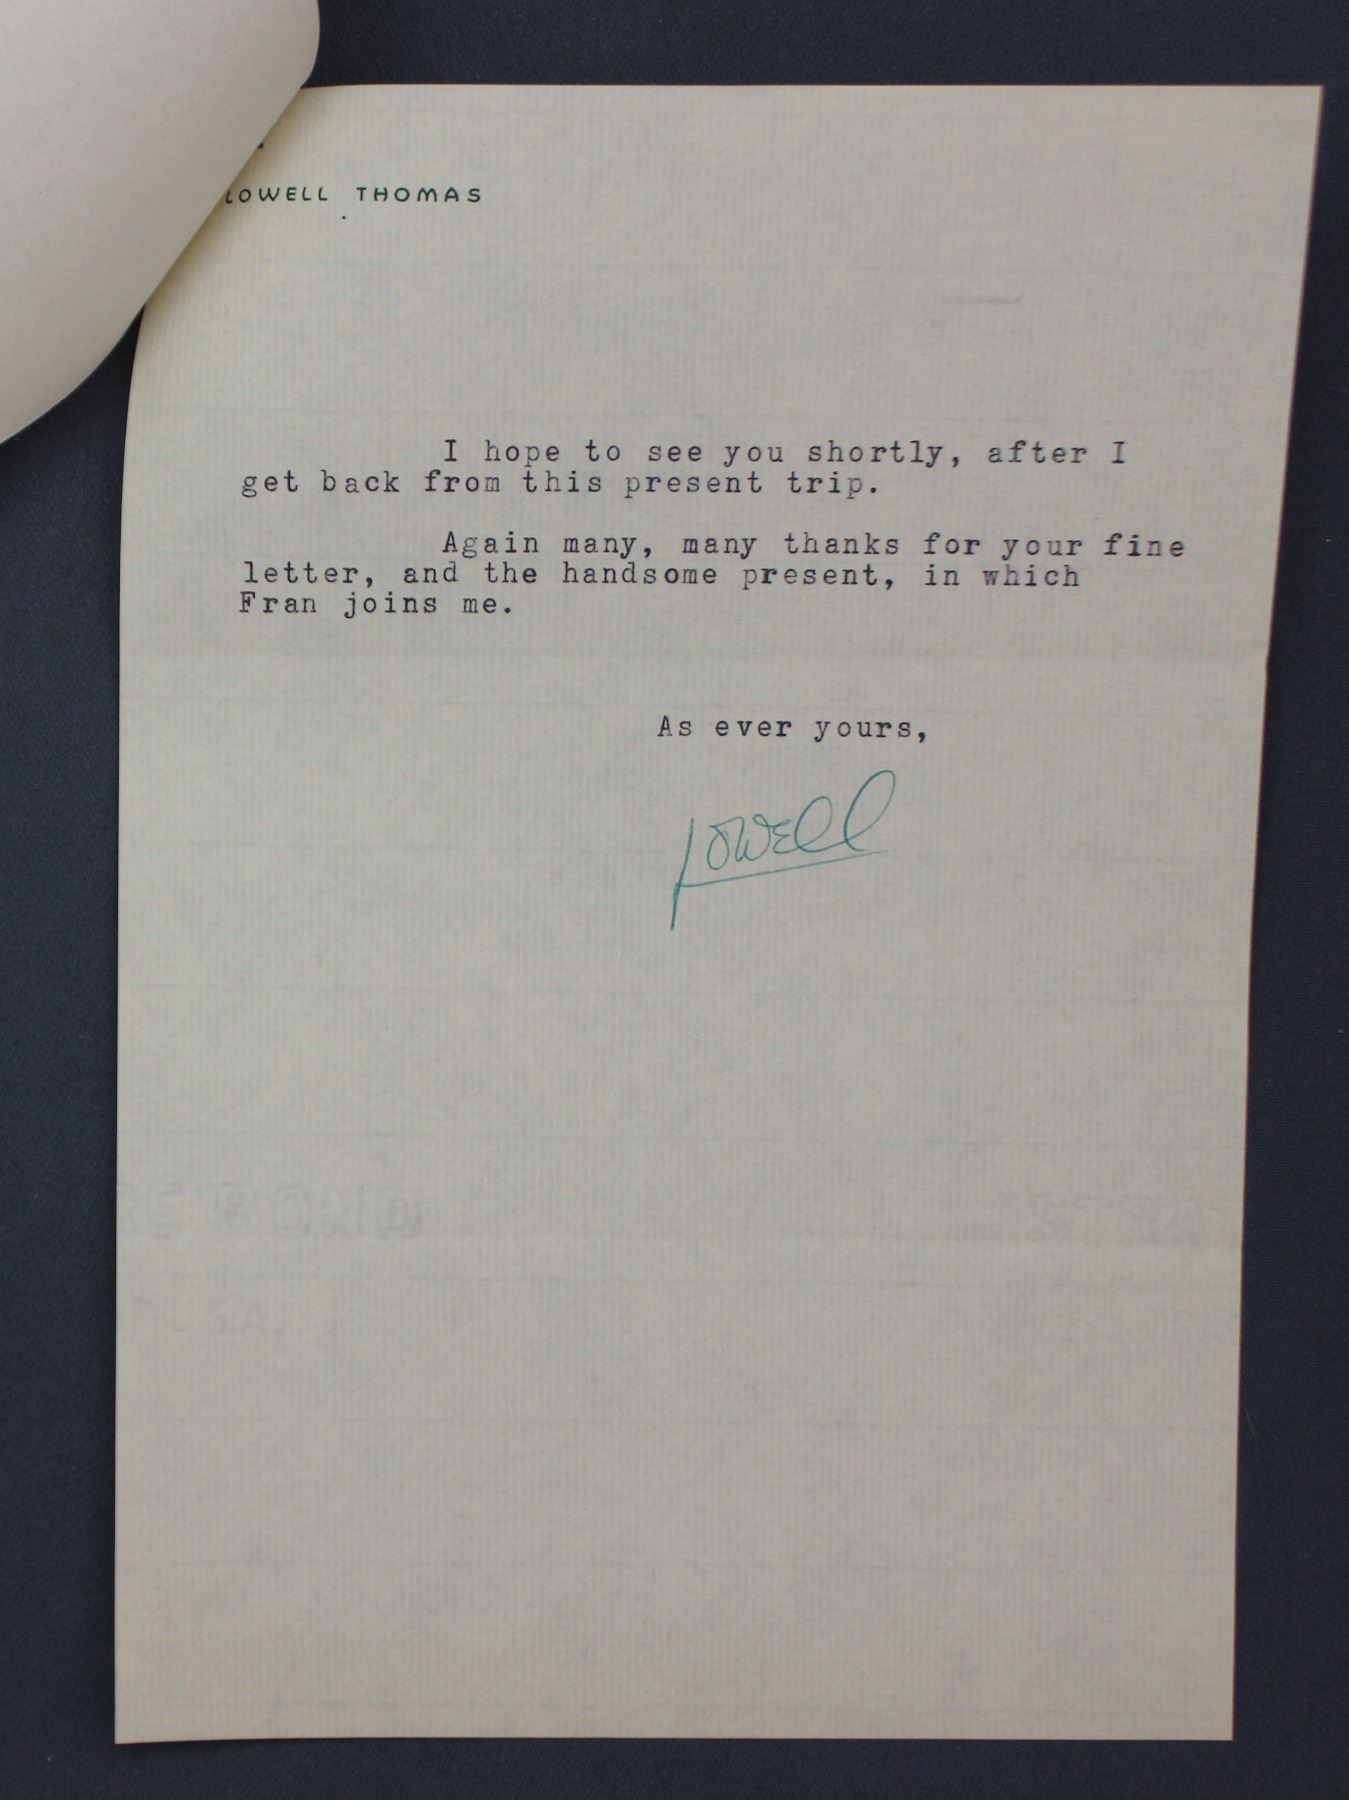 LOWELL THOMAS
I hope to see you shortly, after I
get back from this present trip.
Again many, many thanks for your fine
letter, and the handsome present, in which
Fran joins me.
As ever yours,
Lowell